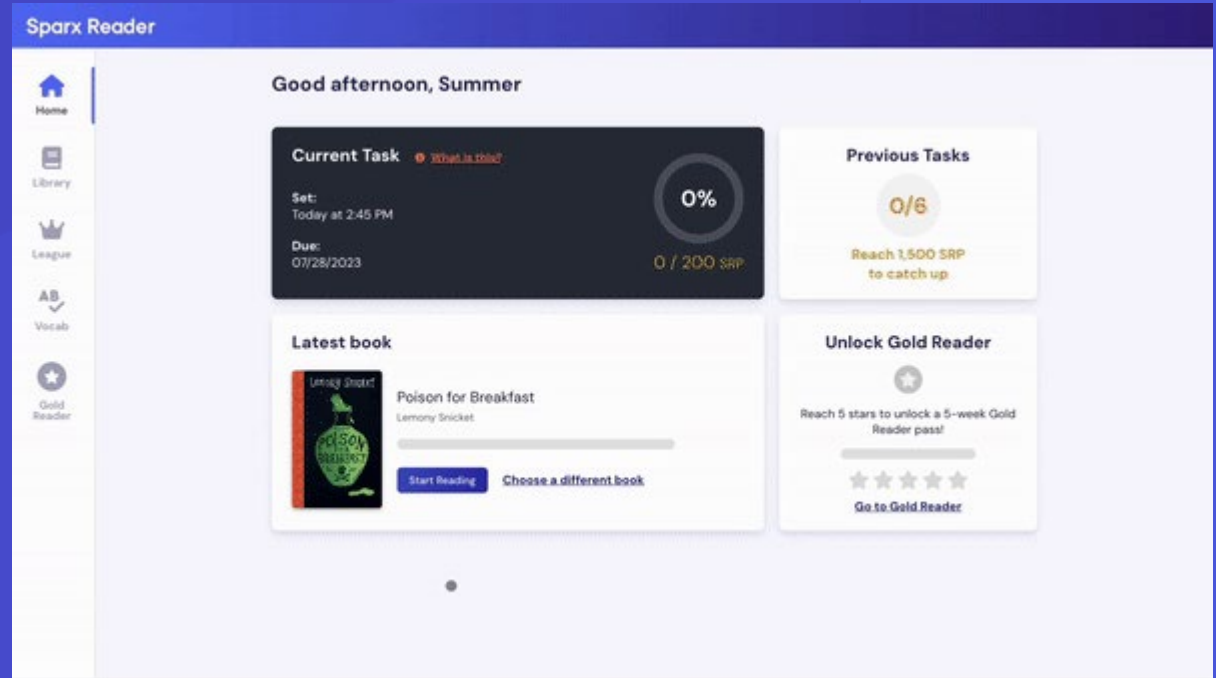 Sparx Reader
Home
Library
League
AB
Vocab
Gold
Reader
Good afternoon, Summer
Current Task
What is this?
Set:
Today at 2:45 PM
Due:
07/28/2023
0%
0 / 200 SRP
Previous Tasks
0/6
Reach 1,500 SRP
to catch up
Latest book
Lemony Snicket
POISON
FOR
BREAKFAST
Poison for Breakfast
Lemony Snicket
Start Reading
Choose a different book
Unlock Gold Reader
Reach 5 stars to unlock a 5-week Gold
Reader pass!
Go to Gold Reader